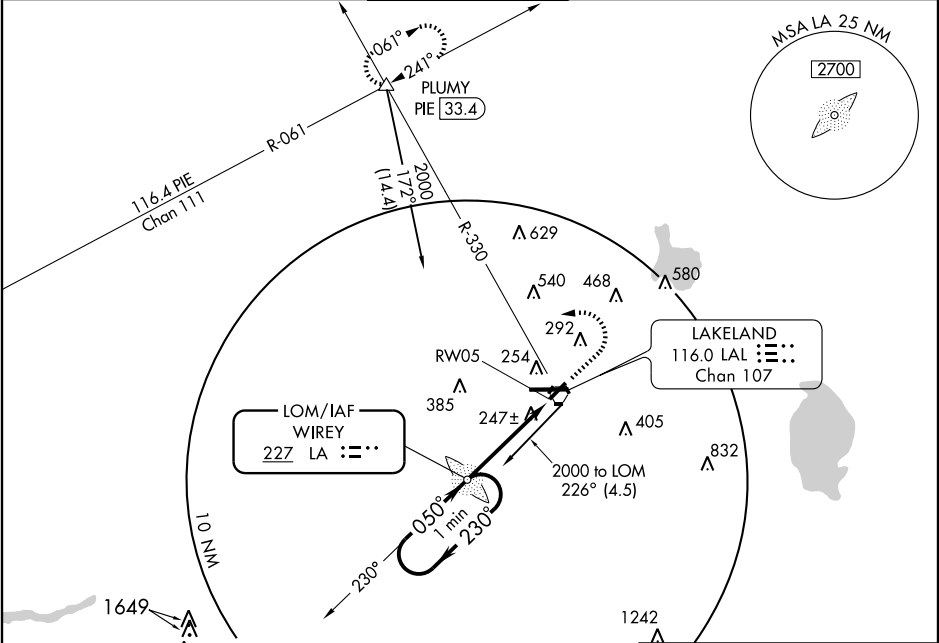 MSA LA 25 NM
2700
061°
241°
PLUMY
PIE 33.4
R-061
116.4 PIE
Chan 111
2000
172°
(14.4)
R-330
629
540
468
580
292
LAKELAND
116.0 LAL
Chan 107
RW05
254
385
247±
405
832
LOM/IAF
WIREY
227 LA
2000 to LOM
226° (4.5)
050°
1 min
230°
230°
10 NM
1649
1242